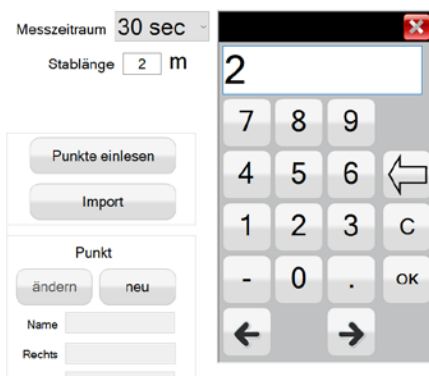 Messzeitraum 30 sec
Stablänge 2 m
Punkte einlesen
Import
Punkt
ändern neu
Name
Rechts
2
7 8 9
4 5 6
1 2 3 C
- 0 . OK